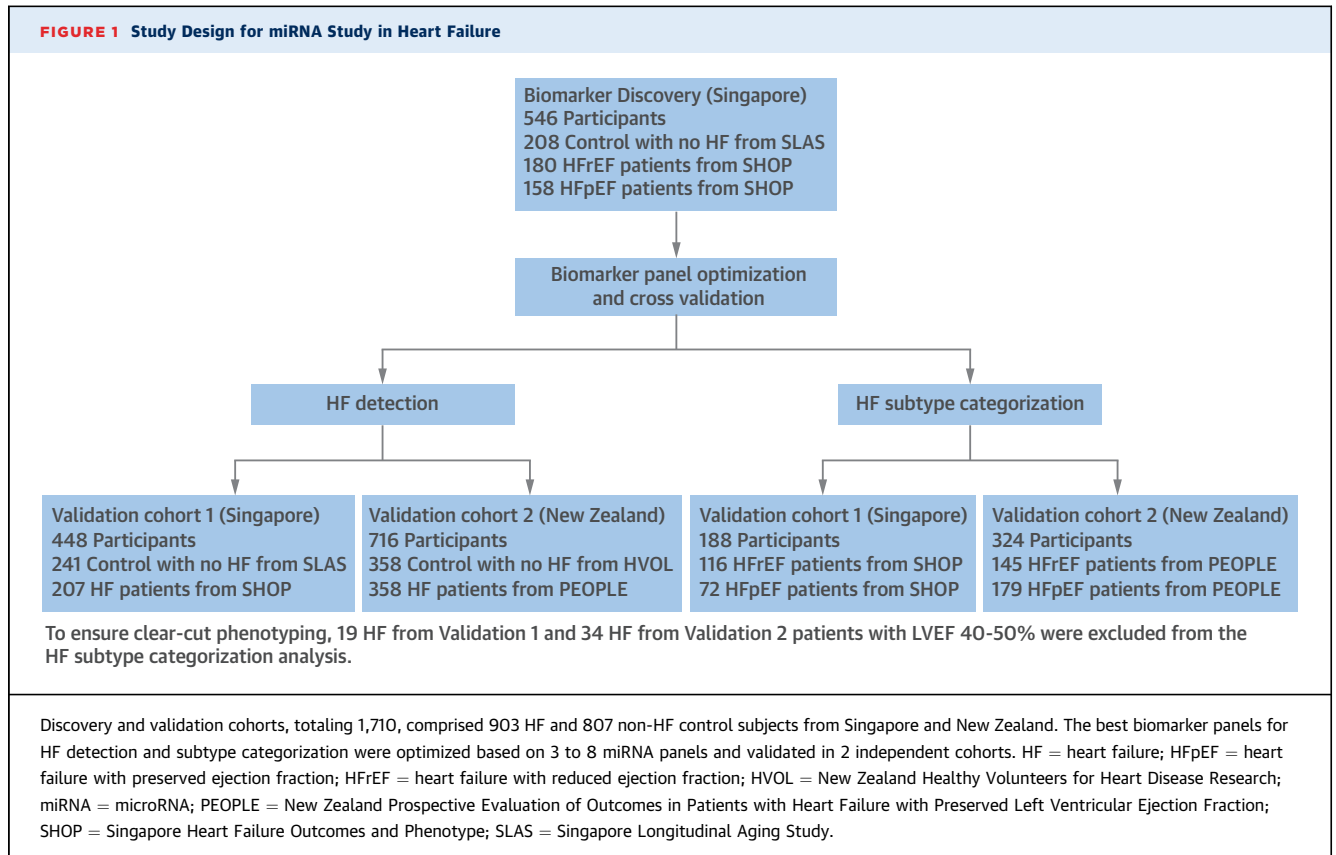 FIGURE 1 Study Design for miRNA Study in Heart Failure
Biomarker Discovery (Singapore)
546 Participants
208 Control with no HF from SLAS
180 HFrEF patients from SHOP
158 HFpEF patients from SHOP
Biomarker panel optimization
and cross validation
HF detection
HF subtype categorization
Validation cohort 1 (Singapore)
448 Participants
241 Control with no HF from SLAS
207 HF patients from SHOP
Validation cohort 2 (New Zealand)
716 Participants
358 Control with no HF from HVOL
358 HF patients from PEOPLE
Validation cohort 1 (Singapore)
188 Participants
116 HFrEF patients from SHOP
72 HFpEF patients from SHOP
Validation cohort 2 (New Zealand)
324 Participants
145 HFrEF patients from PEOPLE
179 HFpEF patients from PEOPLE
To ensure clear-cut phenotyping, 19 HF from Validation 1 and 34 HF from Validation 2 patients with LVEF 40-50% were excluded from the
HF subtype categorization analysis.
Discovery and validation cohorts, totaling 1,710, comprised 903 HF and 807 non-HF control subjects from Singapore and New Zealand. The best biomarker panels for
HF detection and subtype categorization were optimized based on 3 to 8 miRNA panels and validated in 2 independent cohorts. HF = heart failure; HFpEF = heart
failure with preserved ejection fraction; HFrEF = heart failure with reduced ejection fraction; HVOL = New Zealand Healthy Volunteers for Heart Disease Research;
miRNA = microRNA; PEOPLE = New Zealand Prospective Evaluation of Outcomes in Patients with Heart Failure with Preserved Left Ventricular Ejection Fraction;
SHOP = Singapore Heart Failure Outcomes and Phenotype; SLAS = Singapore Longitudinal Aging Study.